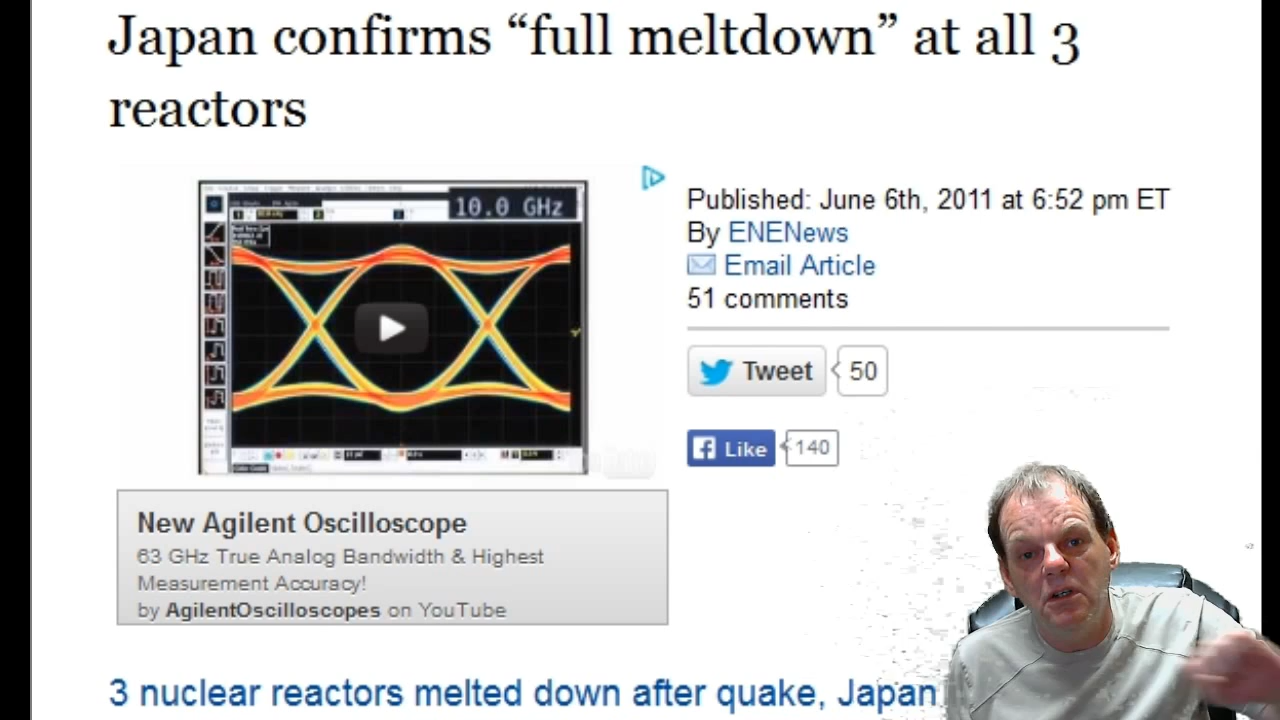 Japan confirms “full meltdown” at all 3
reactors
10.0 GHz
Published: June 6th, 2011 at 6:52 pm ET
By ENENews
Email Article
51 comments
Tweet 50
Like 140
New Agilent Oscilloscope
63 GHz True Analog Bandwidth & Highest
Measurement Accuracy!
by AgilentOscilloscopes on YouTube
3 nuclear reactors melted down after quake, Japan